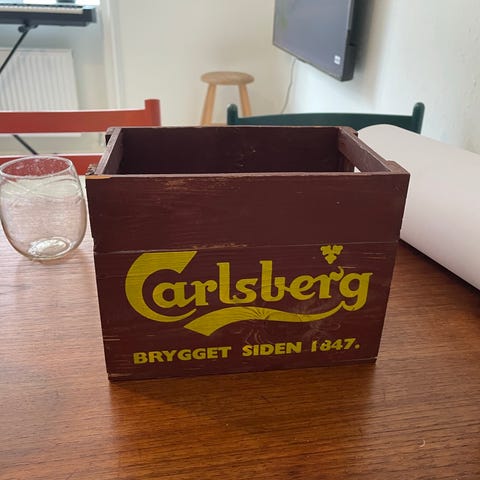 Carlsberg
BRYGGET SIDEN 1847.